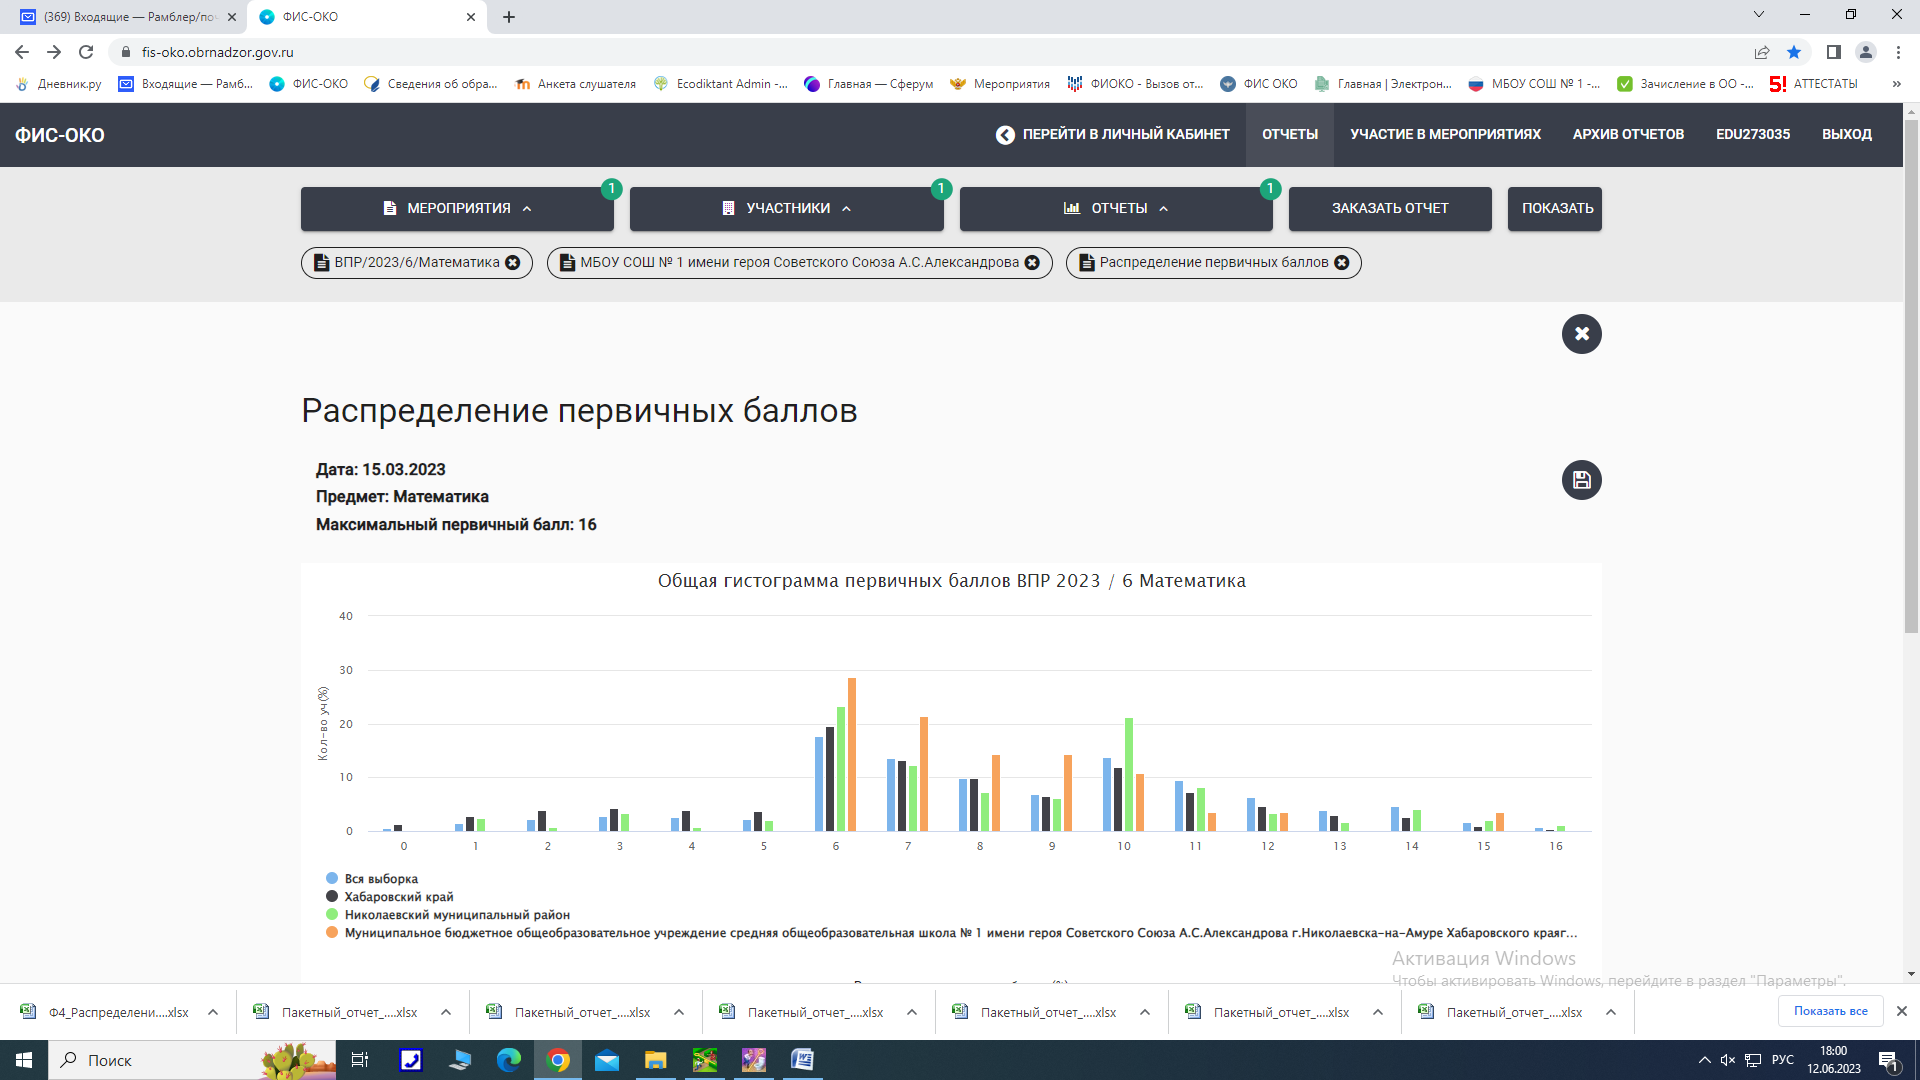 (369) Входящие — Рамблер/по
ФИС-ОКО
fis-oko.obrnadzor.gov.ru
Дневник.ру
Входящие — Рамб...
ФИС-ОКО
Сведения об обра...
Анкета слушателя
Ecodiktant Admin -...
Главная — Сферум
Мероприятия
ФИОКО - Вызов от...
ФИС ОКО
Главная | Электрон...
МБОУ СОШ № 1 -...
Зачисление в ОО -...
5! АТТЕСТАТЫ
»
ФИС-ОКО
ПЕРЕЙТИ В ЛИЧНЫЙ КАБИНЕТ
ОТЧЕТЫ
УЧАСТИЕ В МЕРОПРИЯТИЯХ
АРХИВ ОТЧЕТОВ
EDU273035
ВЫХОД
МЕРОПРИЯТИЯ 1
УЧАСТНИКИ 1
ОТЧЕТЫ 1
ЗАКАЗАТЬ ОТЧЕТ
ПОКАЗАТЬ
ВПР/2023/6/Математика
МБОУ СОШ № 1 имени героя Советского Союза А.С.Александрова
Распределение первичных баллов
Распределение первичных баллов
Дата: 15.03.2023
Предмет: Математика
Максимальный первичный балл: 16
Общая гистограмма первичных баллов ВПР 2023 / 6 Математика
Кол-во уч(%)
40
30
20
10
0
0 1 2 3 4 5 6 7 8 9 10 11 12 13 14 15 16
Вся выборка
Хабаровский край
Николаевский муниципальный район
Муниципальное бюджетное общеобразовательное учреждение средняя общеобразовательная школа № 1 имени героя Советского Союза А.С.Александрова г.Николаевска-на-Амуре Хабаровского краяг...
Активация Windows
Чтобы активировать Windows, перейдите в раздел "Параметры".
Ф4_Распределени....xlsx
Пакетный_отчет_....xlsx
Пакетный_отчет_....xlsx
Пакетный_отчет_....xlsx
Пакетный_отчет_....xlsx
Пакетный_отчет_....xlsx
Пакетный_отчет_....xlsx
Показать все
Поиск
РУС
18:00
12.06.2023
1